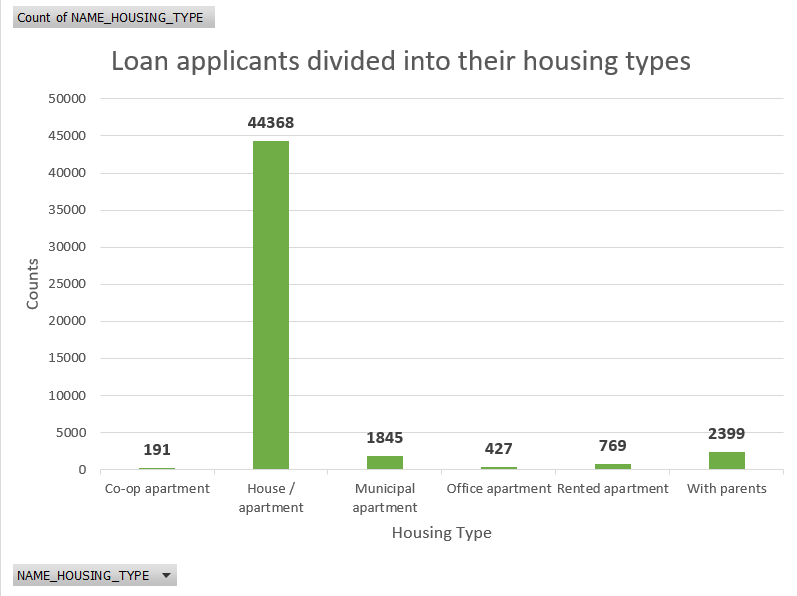 Count of NAME_HOUSING_TYPE
Loan applicants divided into their housing types
50000
45000
40000
35000
30000
25000
20000
15000
10000
5000
0
Counts
191
44368
1845
427
769
2399
Co-op apartment
House /
apartment
Municipal
apartment
Office apartment
Rented apartment
With parents
Housing Type
NAME_HOUSING_TYPE